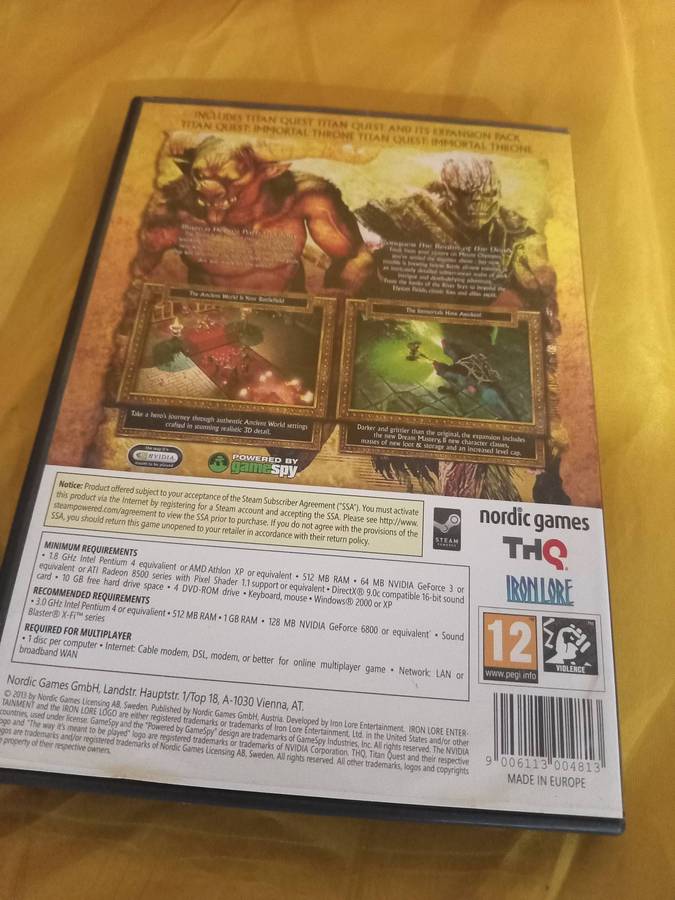 INCLUDES TITAN QUEST TITAN QUEST AND ITS EXPANSION PACK
TITAN QUEST: IMMORTAL THRONE TITAN QUEST: IMMORTAL THRONE
Conquer The Realm of The Dead
The Ancient World Is Now Battlefield
Take a hero's journey through authentic Ancient World settings
crafted in stunning realistic 3D detail.
The Immortals Have Awoken!
Darker and grittier than the original, the expansion includes
the new Dream Mastery, 8 new character classes,
masses of new loot & storage and an increased level cap.
the way it's
NVIDIA
meant to be played
POWERED BY
gamespy
Notice: Product offered subject to your acceptance of the Steam Subscriber Agreement ("SSA"). You must activate
this product via the Internet by registering for a Steam account and accepting the SSA. Please see http://www.
steampowered.com/agreement to view the SSA prior to purchase. If you do not agree with the provisions of the
SSA, you should return this game unopened to your retailer in accordance with their return policy.
STEAM
POWERED
nordic games
THQ
IRON LORE
MINIMUM REQUIREMENTS
• 1.8 GHz Intel Pentium 4 equivalent or AMD Athlon XP or equivalent • 512 MB RAM • 64 MB NVIDIA GeForce 3 or
equivalent or ATI Radeon 8500 series with Pixel Shader 1.1 support or equivalent • DirectX® 9.0c compatible 16-bit sound
card • 10 GB free hard drive space • 4 DVD-ROM drive • Keyboard, mouse • Windows® 2000 or XP
RECOMMENDED REQUIREMENTS
• 3.0 GHz Intel Pentium 4 or equivalent • 512 MB RAM • 1 GB RAM • 128 MB NVIDIA GeForce 6800 or equivalent • Sound
Blaster® X-Fi™ series
REQUIRED FOR MULTIPLAYER
• 1 disc per computer • Internet: Cable modem, DSL, modem, or better for online multiplayer game • Network: LAN or
broadband WAN
12
www.pegi.info
VIOLENCE
Nordic Games GmbH, Landstr. Hauptstr. 1/Top 18, A-1030 Vienna, AT.
© 2013 by Nordic Games Licensing AB, Sweden. Published by Nordic Games GmbH, Austria. Developed by Iron Lore Entertainment. IRON LORE ENTER-
TAINMENT and the IRON LORE LOGO are either registered trademarks or trademarks of Iron Lore Entertainment, Ltd. in the United States and/or other
countries, used under license. GameSpy and the "Powered by GameSpy" design are trademarks of GameSpy Industries, Inc. All rights reserved. The NVIDIA
logo and "The way it's meant to be played" logo are registered trademarks or trademarks of NVIDIA Corporation. THQ, Titan Quest and their respective
logos are trademarks and/or registered trademarks of Nordic Games Licensing AB, Sweden. All rights reserved. All other trademarks, logos and copyrights
property of their respective owners.
9 006113 004813
MADE IN EUROPE